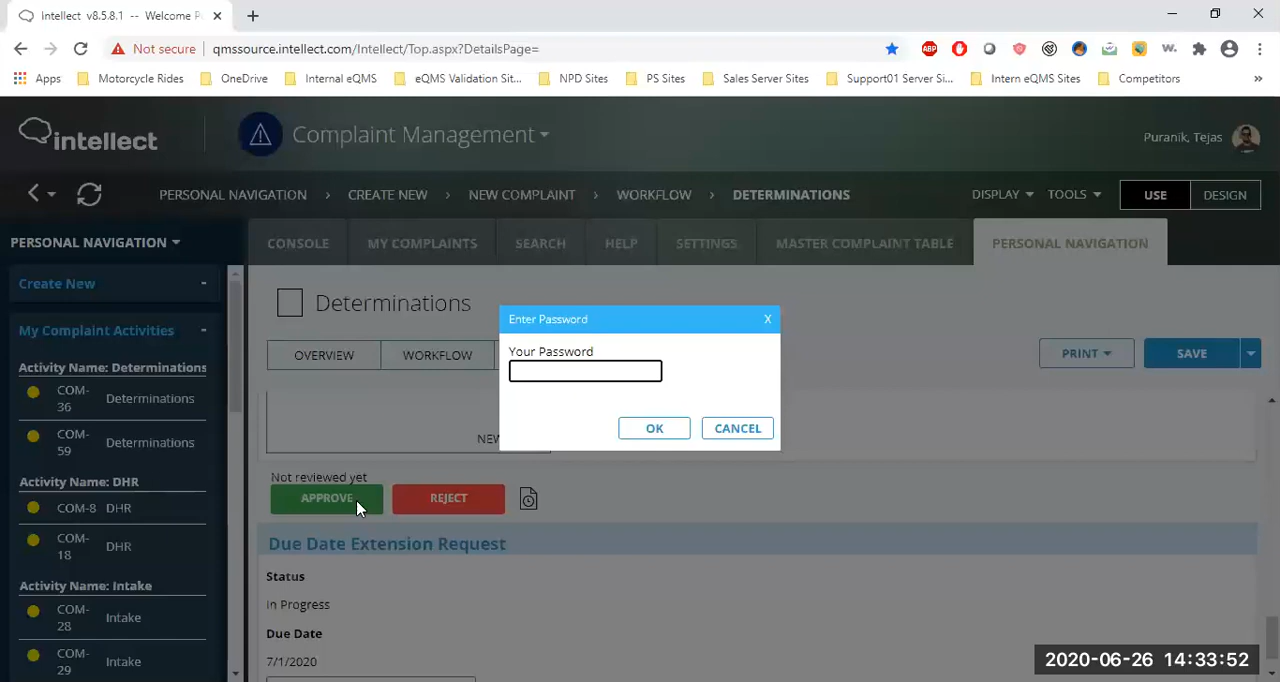 Intellect v8.5.8.1 -- Welcome P
Not secure qmssource.intellect.com/Intellect/Top.aspx?DetailsPage=
ABP W.
Apps Motorcycle Rides OneDrive Internal eQMS eQMS Validation Sit... NPD Sites PS Sites Sales Server Sites Support01 Server Si... Intern eQMS Sites Competitors »
intellect Complaint Management Puranik, Tejas
PERSONAL NAVIGATION › CREATE NEW › NEW COMPLAINT › WORKFLOW › DETERMINATIONS DISPLAY TOOLS USE DESIGN
PERSONAL NAVIGATION CONSOLE MY COMPLAINTS SEARCH HELP SETTINGS MASTER COMPLAINT TABLE PERSONAL NAVIGATION
Create New -
My Complaint Activities -
Activity Name: Determinations
COM-
36 Determinations
COM-
59 Determinations
Activity Name: DHR
COM-8 DHR
COM-
18 DHR
Activity Name: Intake
COM-
28 Intake
COM-
29 Intake
Determinations
OVERVIEW WORKFLOW PRINT SAVE
Enter Password X
Your Password
OK CANCEL
NEW
Not reviewed yet
APPROVE REJECT
Due Date Extension Request
Status
In Progress
Due Date
7/1/2020
2020-06-26 14:33:52